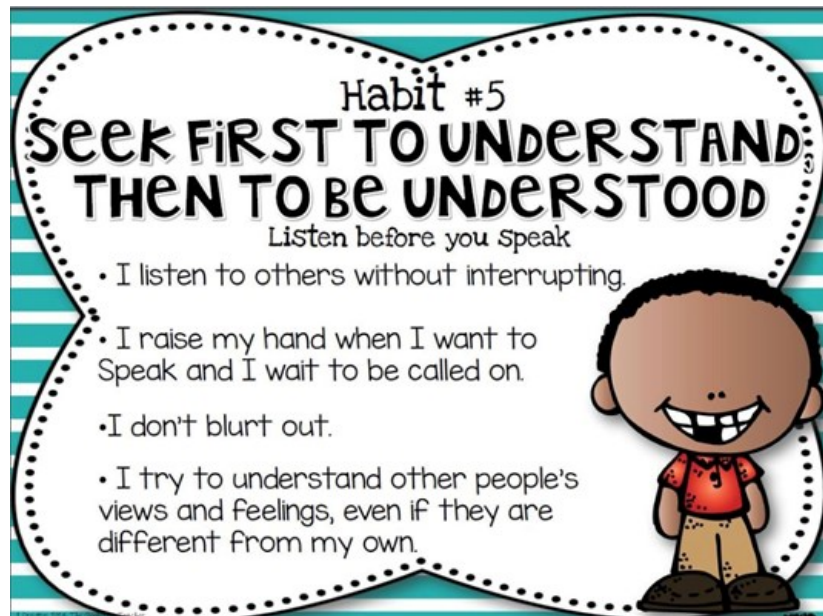 Habit #5
SEEK FIRST TO UNDERSTAND,
THEN TO BE UNDERSTOOD
Listen before you speak
• I listen to others without interrupting.
• I raise my hand when I want to
Speak and I wait to be called on.
•I don't blurt out.
• I try to understand other people's
views and feelings, even if they are
different from my own.